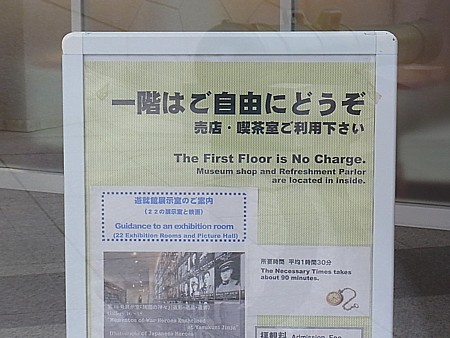 一階はご自由にどうぞ
売店・喫茶室ご利用下さい
The First Floor is No Charge.
Museum shop and Refreshment Parlor
are located in inside.
遊就館展示室のご案内
(22の展示室と映画)
Guidance to an exhibition room
(22 Exhibition Rooms and Picture Hall)
所要時間 平均1時間30分
The Necessary Times takes
about 90 minutes.
拝観料 Admission Fee